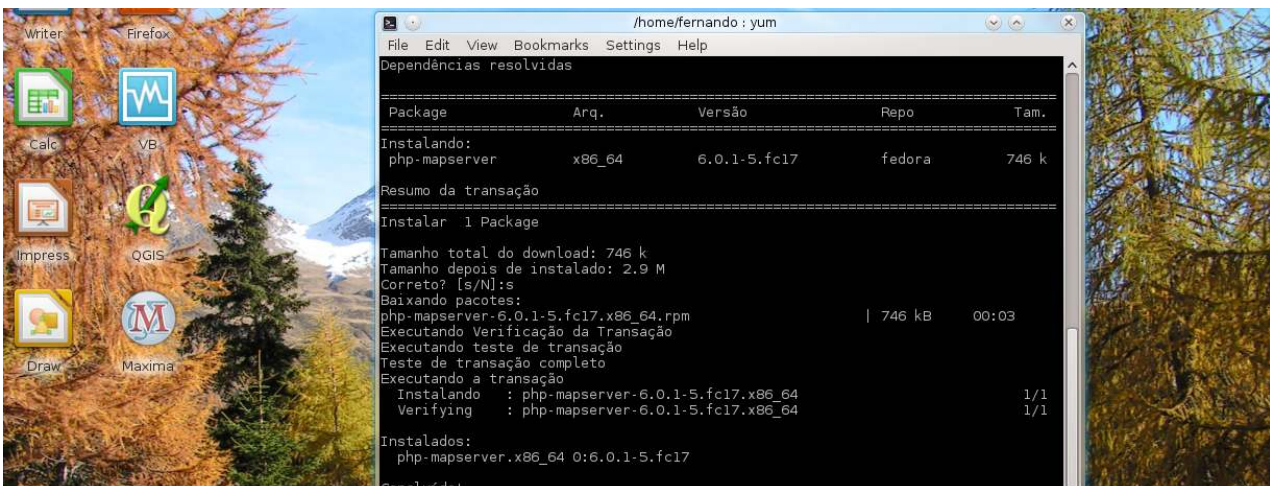 Writer Firefox
Calc VB
Impress QGIS
Draw Maxima
/home/fernando : yum
File Edit View Bookmarks Settings Help
Dependências resolvidas
Package Arq. Versão Repo Tam.
Instalando:
php-mapserver x86_64 6.0.1-5.fc17 fedora 746 k
Resumo da transação
Instalar 1 Package
Tamanho total do download: 746 k
Tamanho depois de instalado: 2.9 M
Correto? [s/N]:s
Baixando pacotes:
php-mapserver-6.0.1-5.fc17.x86_64.rpm | 746 kB 00:03
Executando Verificação da Transação
Executando teste de transação
Teste de transação completo
Executando a transação
Instalando : php-mapserver-6.0.1-5.fc17.x86_64 1/1
Verifying : php-mapserver-6.0.1-5.fc17.x86_64 1/1
Instalados:
php-mapserver.x86_64 0:6.0.1-5.fc17